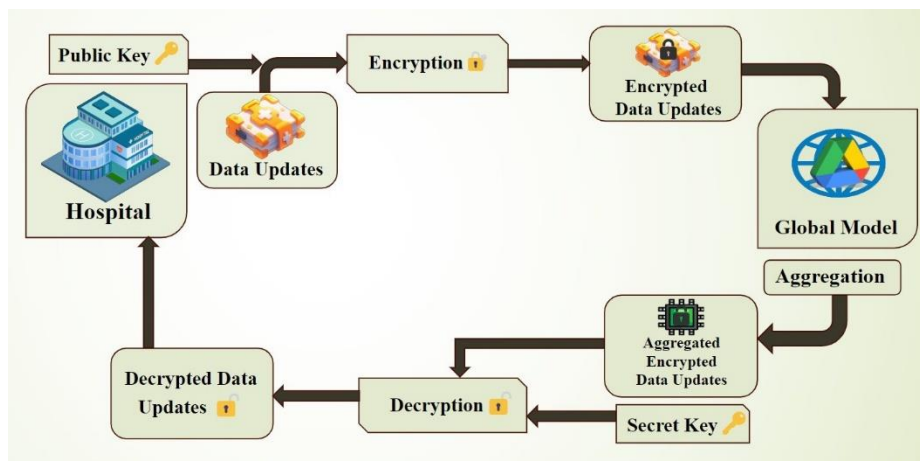 Public Key
Encryption
Encrypted
Data Updates
Data Updates
Hospital
Global Model
Aggregation
Aggregated
Encrypted
Data Updates
Decrypted Data
Updates
Decryption
Secret Key